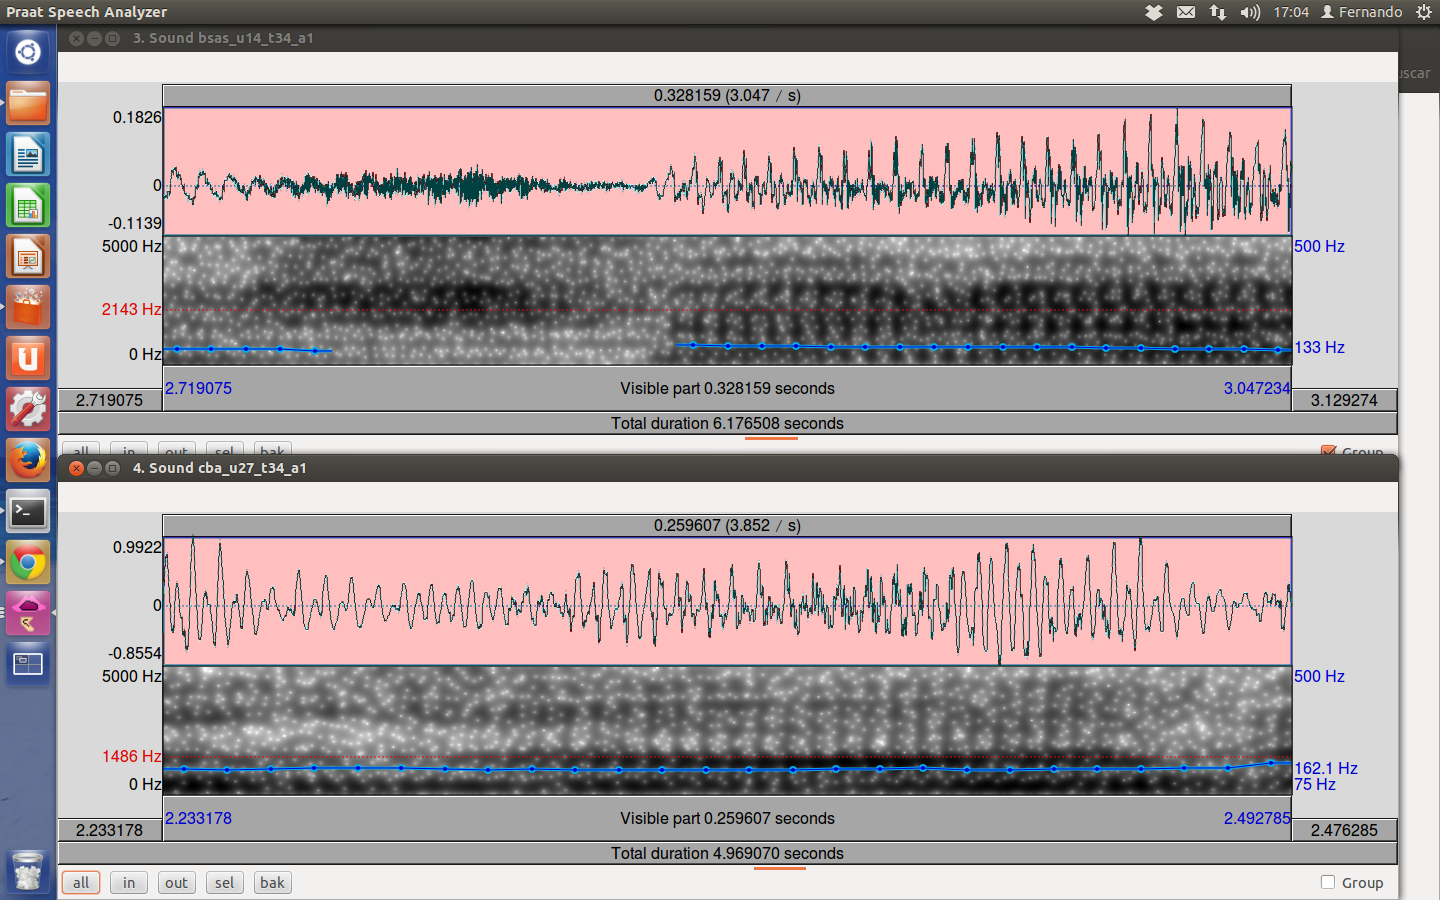 Praat Speech Analyzer
17:04
Fernando
3. Sound bsas_u14_t34_a1
uscar
0.328159 (3.047 / s)
0.1826
0
-0.1139
5000 Hz
500 Hz
2143 Hz
0 Hz
133 Hz
2.719075
Visible part 0.328159 seconds
3.047234
2.719075
3.129274
Total duration 6.176508 seconds
all
in
out
sel
bak
Group
4. Sound cba_u27_t34_a1
0.259607 (3.852 / s)
0.9922
0
-0.8554
5000 Hz
500 Hz
1486 Hz
162.1 Hz
0 Hz
75 Hz
2.233178
Visible part 0.259607 seconds
2.492785
2.233178
2.476285
Total duration 4.969070 seconds
all
in
out
sel
bak
Group